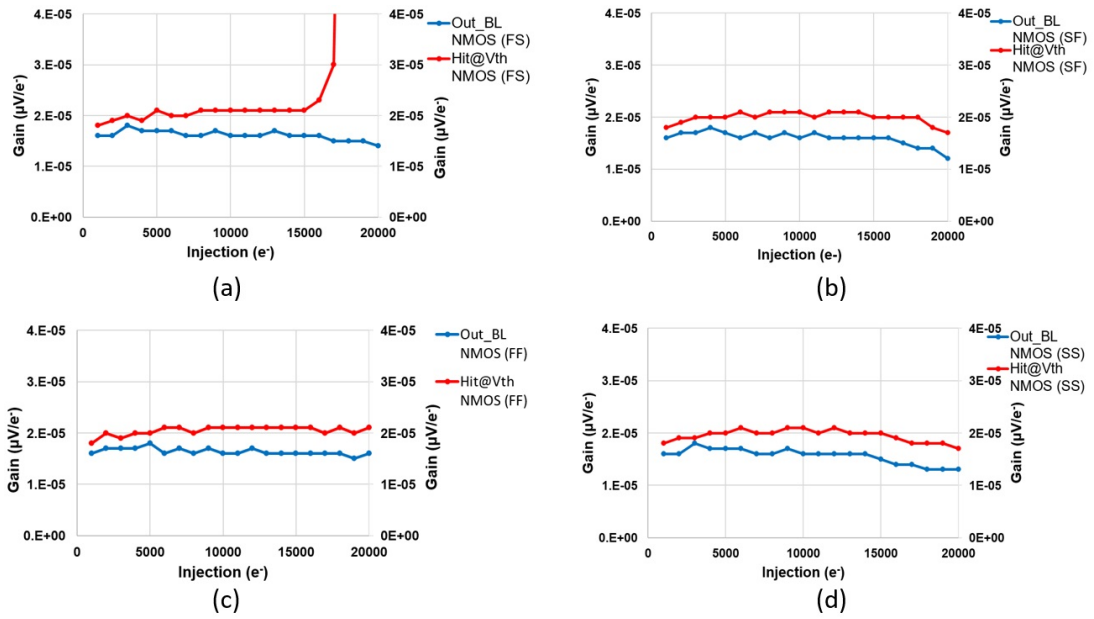 4.E-05
3.E-05
2.E-05
1.E-05
0.E+00
Gain (µV/e-)
0
5000
10000
15000
20000
Injection (e-)
4E-05
3E-05
2E-05
1E-05
0E+00
Gain (µV/e-)
Out_BL
NMOS (FS)
Hit@Vth
NMOS (FS)
(a)
4.E-05
3.E-05
2.E-05
1.E-05
0.E+00
Gain (µV/e-)
0
5000
10000
15000
20000
Injection (e-)
4E-05
3E-05
2E-05
1E-05
0E+00
Gain (µV/e-)
Out_BL
NMOS (SF)
Hit@Vth
NMOS (SF)
(b)
4.E-05
3.E-05
2.E-05
1.E-05
0.E+00
Gain (µV/e-)
0
5000
10000
15000
20000
Injection (e-)
4E-05
3E-05
2E-05
1E-05
0E+00
Gain (µV/e-)
Out_BL
NMOS (FF)
Hit@Vth
NMOS (FF)
(c)
4.E-05
3.E-05
2.E-05
1.E-05
0.E+00
Gain (µV/e-)
0
5000
10000
15000
20000
Injection (e-)
4E-05
3E-05
2E-05
1E-05
0E+00
Gain (µV/e-)
Out_BL
NMOS (SS)
Hit@Vth
NMOS (SS)
(d)